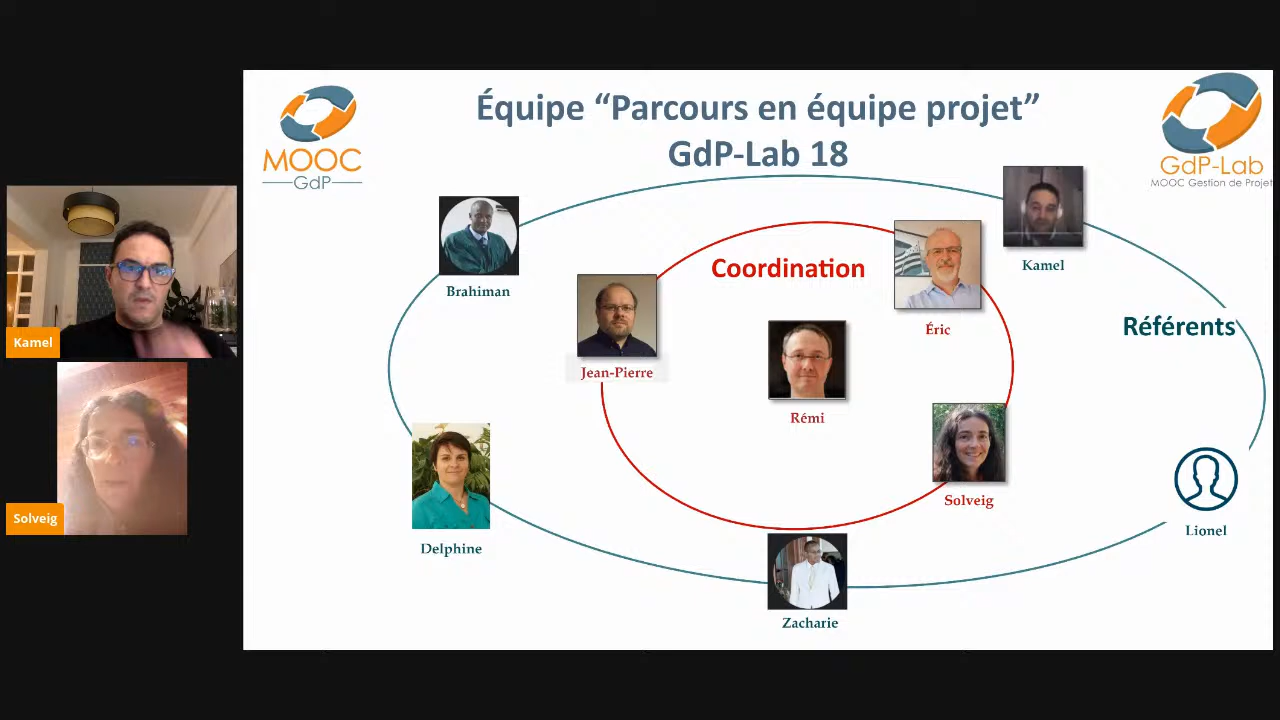 Équipe “Parcours en équipe projet”
GdP-Lab 18
MOOC
GdP
GdP-Lab
MOOC Gestion de Projet
Kamel
Solveig
Brahiman
Kamel
Coordination
Éric
Référents
Jean-Pierre
Rémi
Solveig
Lionel
Delphine
Zacharie